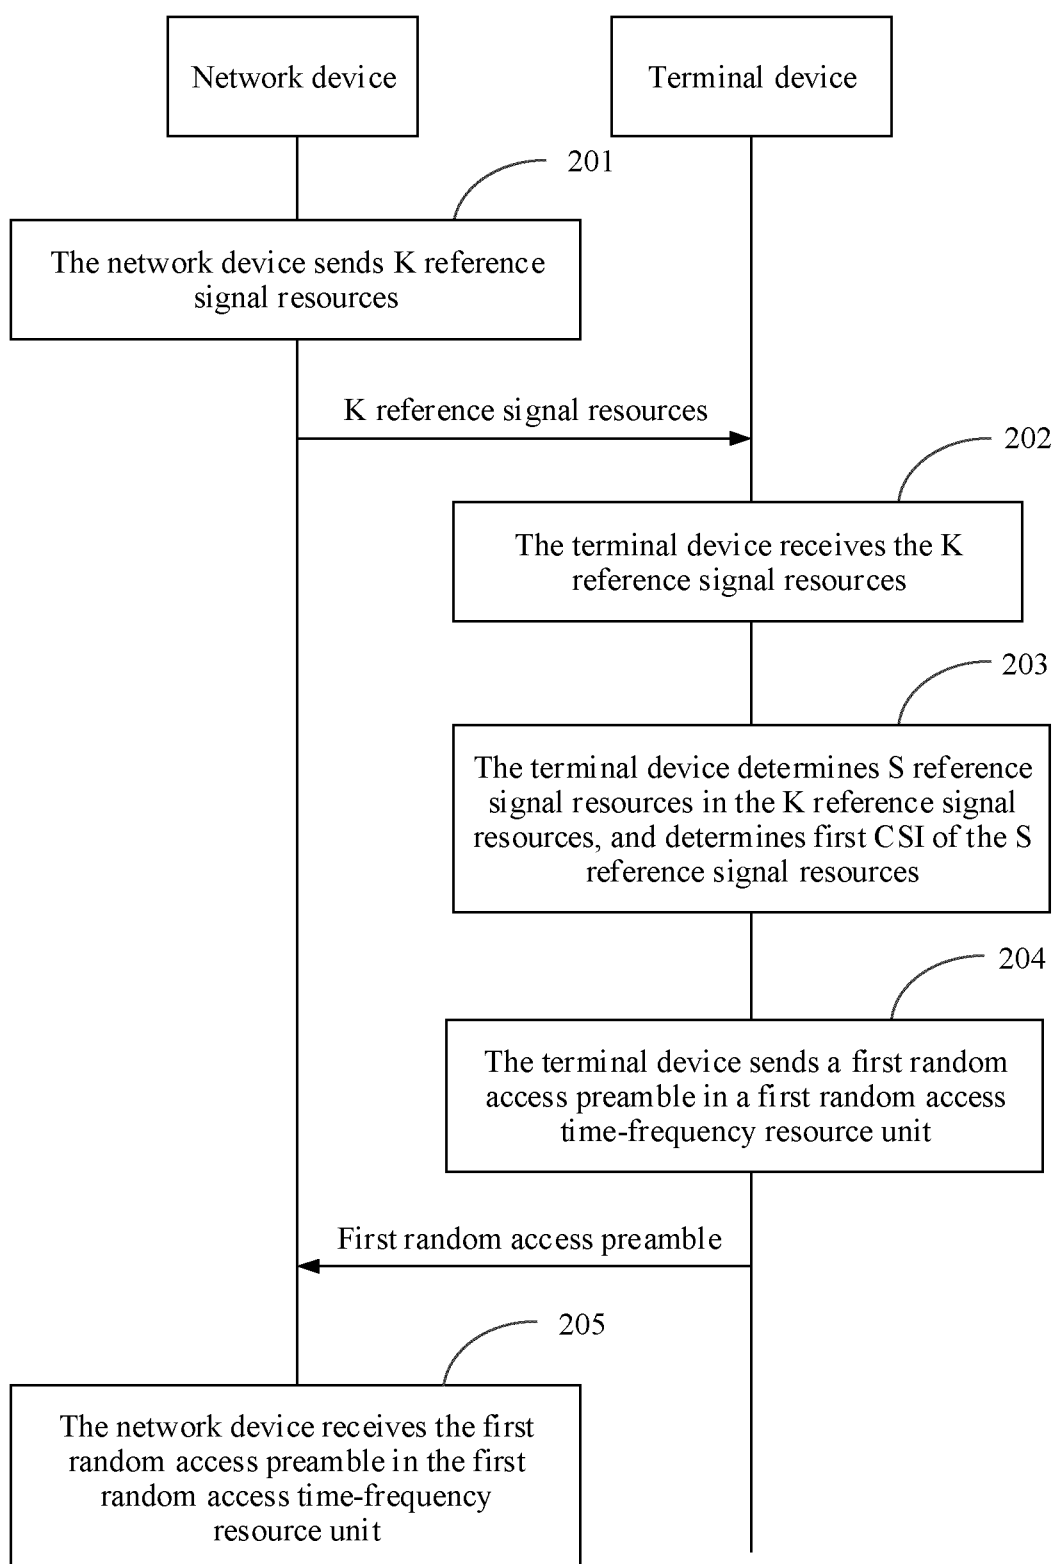 Network device
Terminal device
201
The network device sends K reference
signal resources
K reference signal resources
202
The terminal device receives the K
reference signal resources
203
The terminal device determines S reference
signal resources in the K reference signal
resources, and determines first CSI of the S
reference signal resources
204
The terminal device sends a first random
access preamble in a first random access
time-frequency resource unit
First random access preamble
205
The network device receives the first
random access preamble in the first
random access time-frequency
resource unit